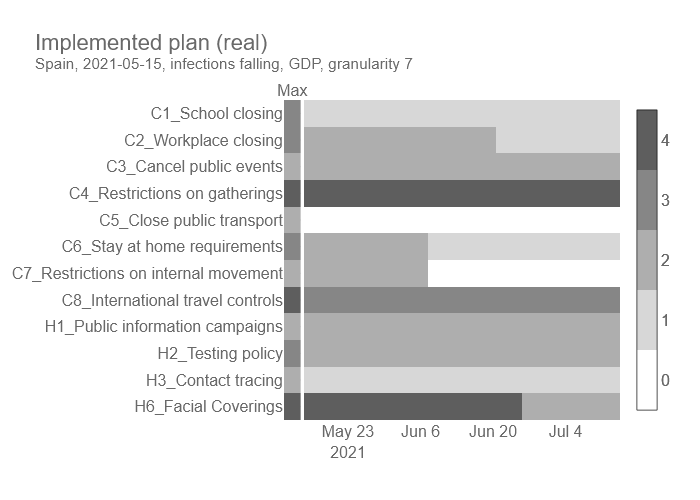 Implemented plan (real)
Spain, 2021-05-15, infections falling, GDP, granularity 7
Max
C1_School closing
C2_Workplace closing
C3_Cancel public events
C4_Restrictions on gatherings
C5_Close public transport
C6_Stay at home requirements
C7_Restrictions on internal movement
C8_International travel controls
H1_Public information campaigns
H2_Testing policy
H3_Contact tracing
H6_Facial Coverings
4
3
2
1
0
May 23 Jun 6 Jun 20 Jul 4
2021